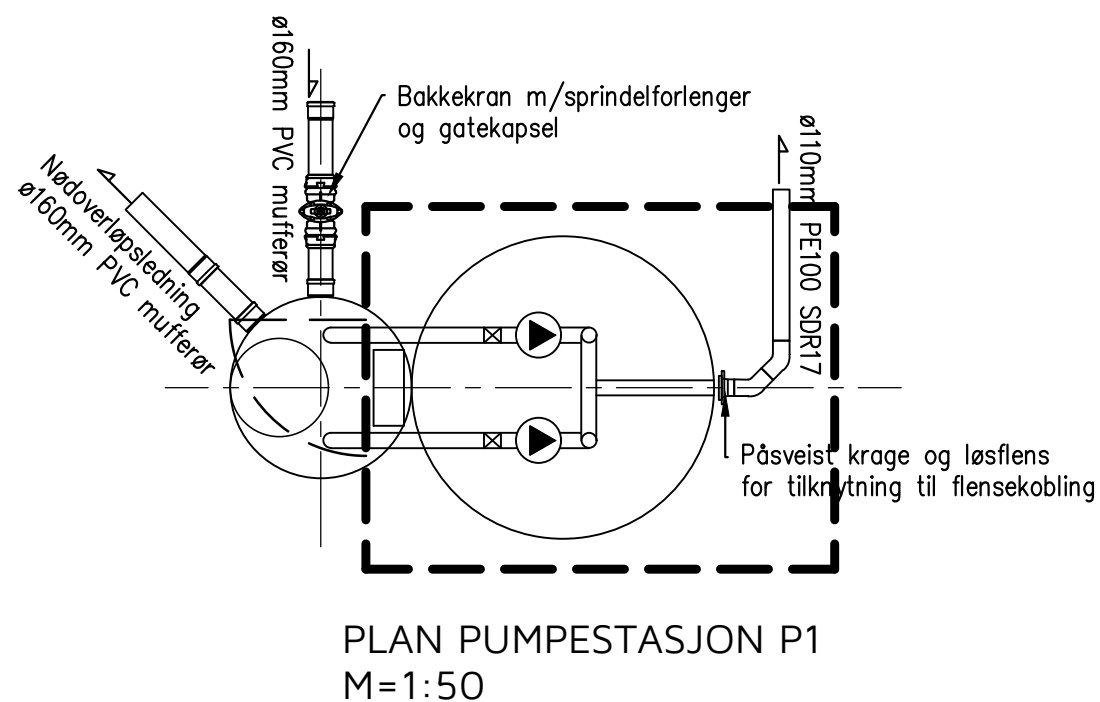 ø160mm PVC mufferør
Bakkekran m/sprindelforlenger
og gatekapsel
Nødoverløpsledning
ø160mm PVC mufferør
ø110mm PE100 SDR17
Påsveist krage og løsflens
for tilknytning til flensekobling
PLAN PUMPESTASJON P1
M=1:50